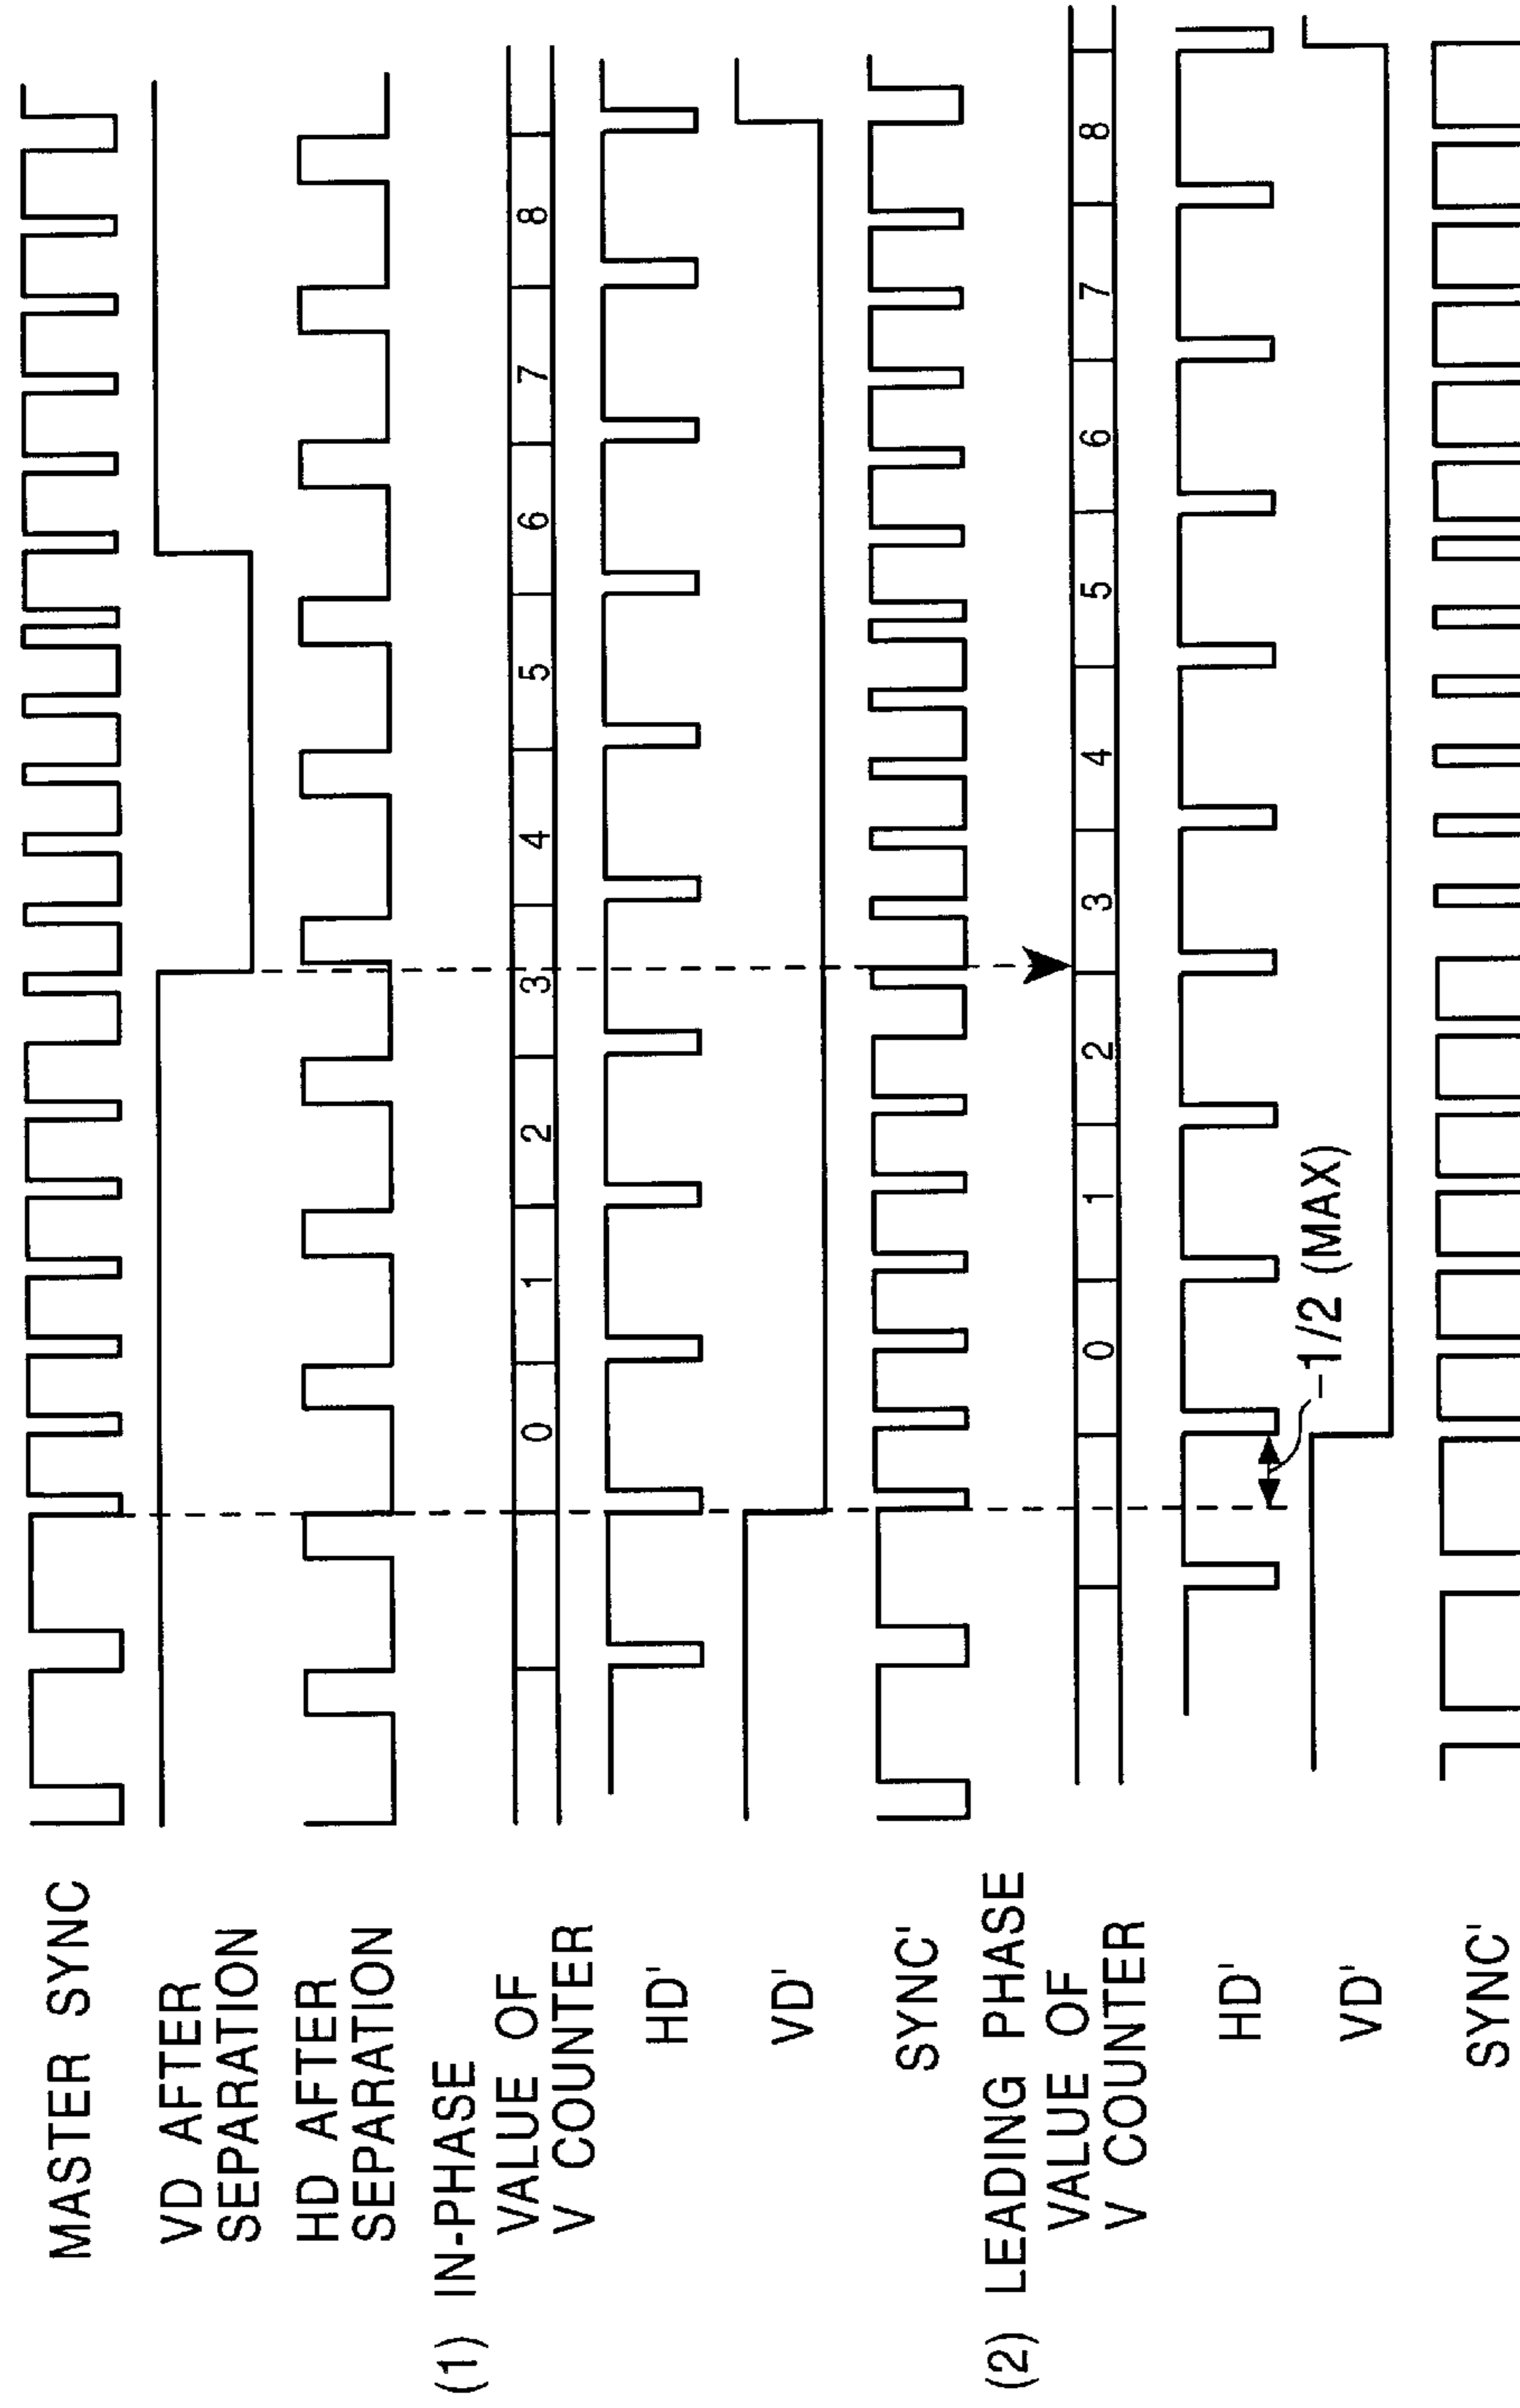 MASTER SYNC
VD AFTER
SEPARATION
HD AFTER
SEPARATION
(1) IN-PHASE
VALUE OF
V COUNTER
0 1 2 3 4 5 6 7 8
HD'
VD'
SYNC'
(2) LEADING PHASE
VALUE OF
V COUNTER
0 1 2 3 4 5 6 7 8
HD'
-1/2 (MAX)
VD'
SYNC'